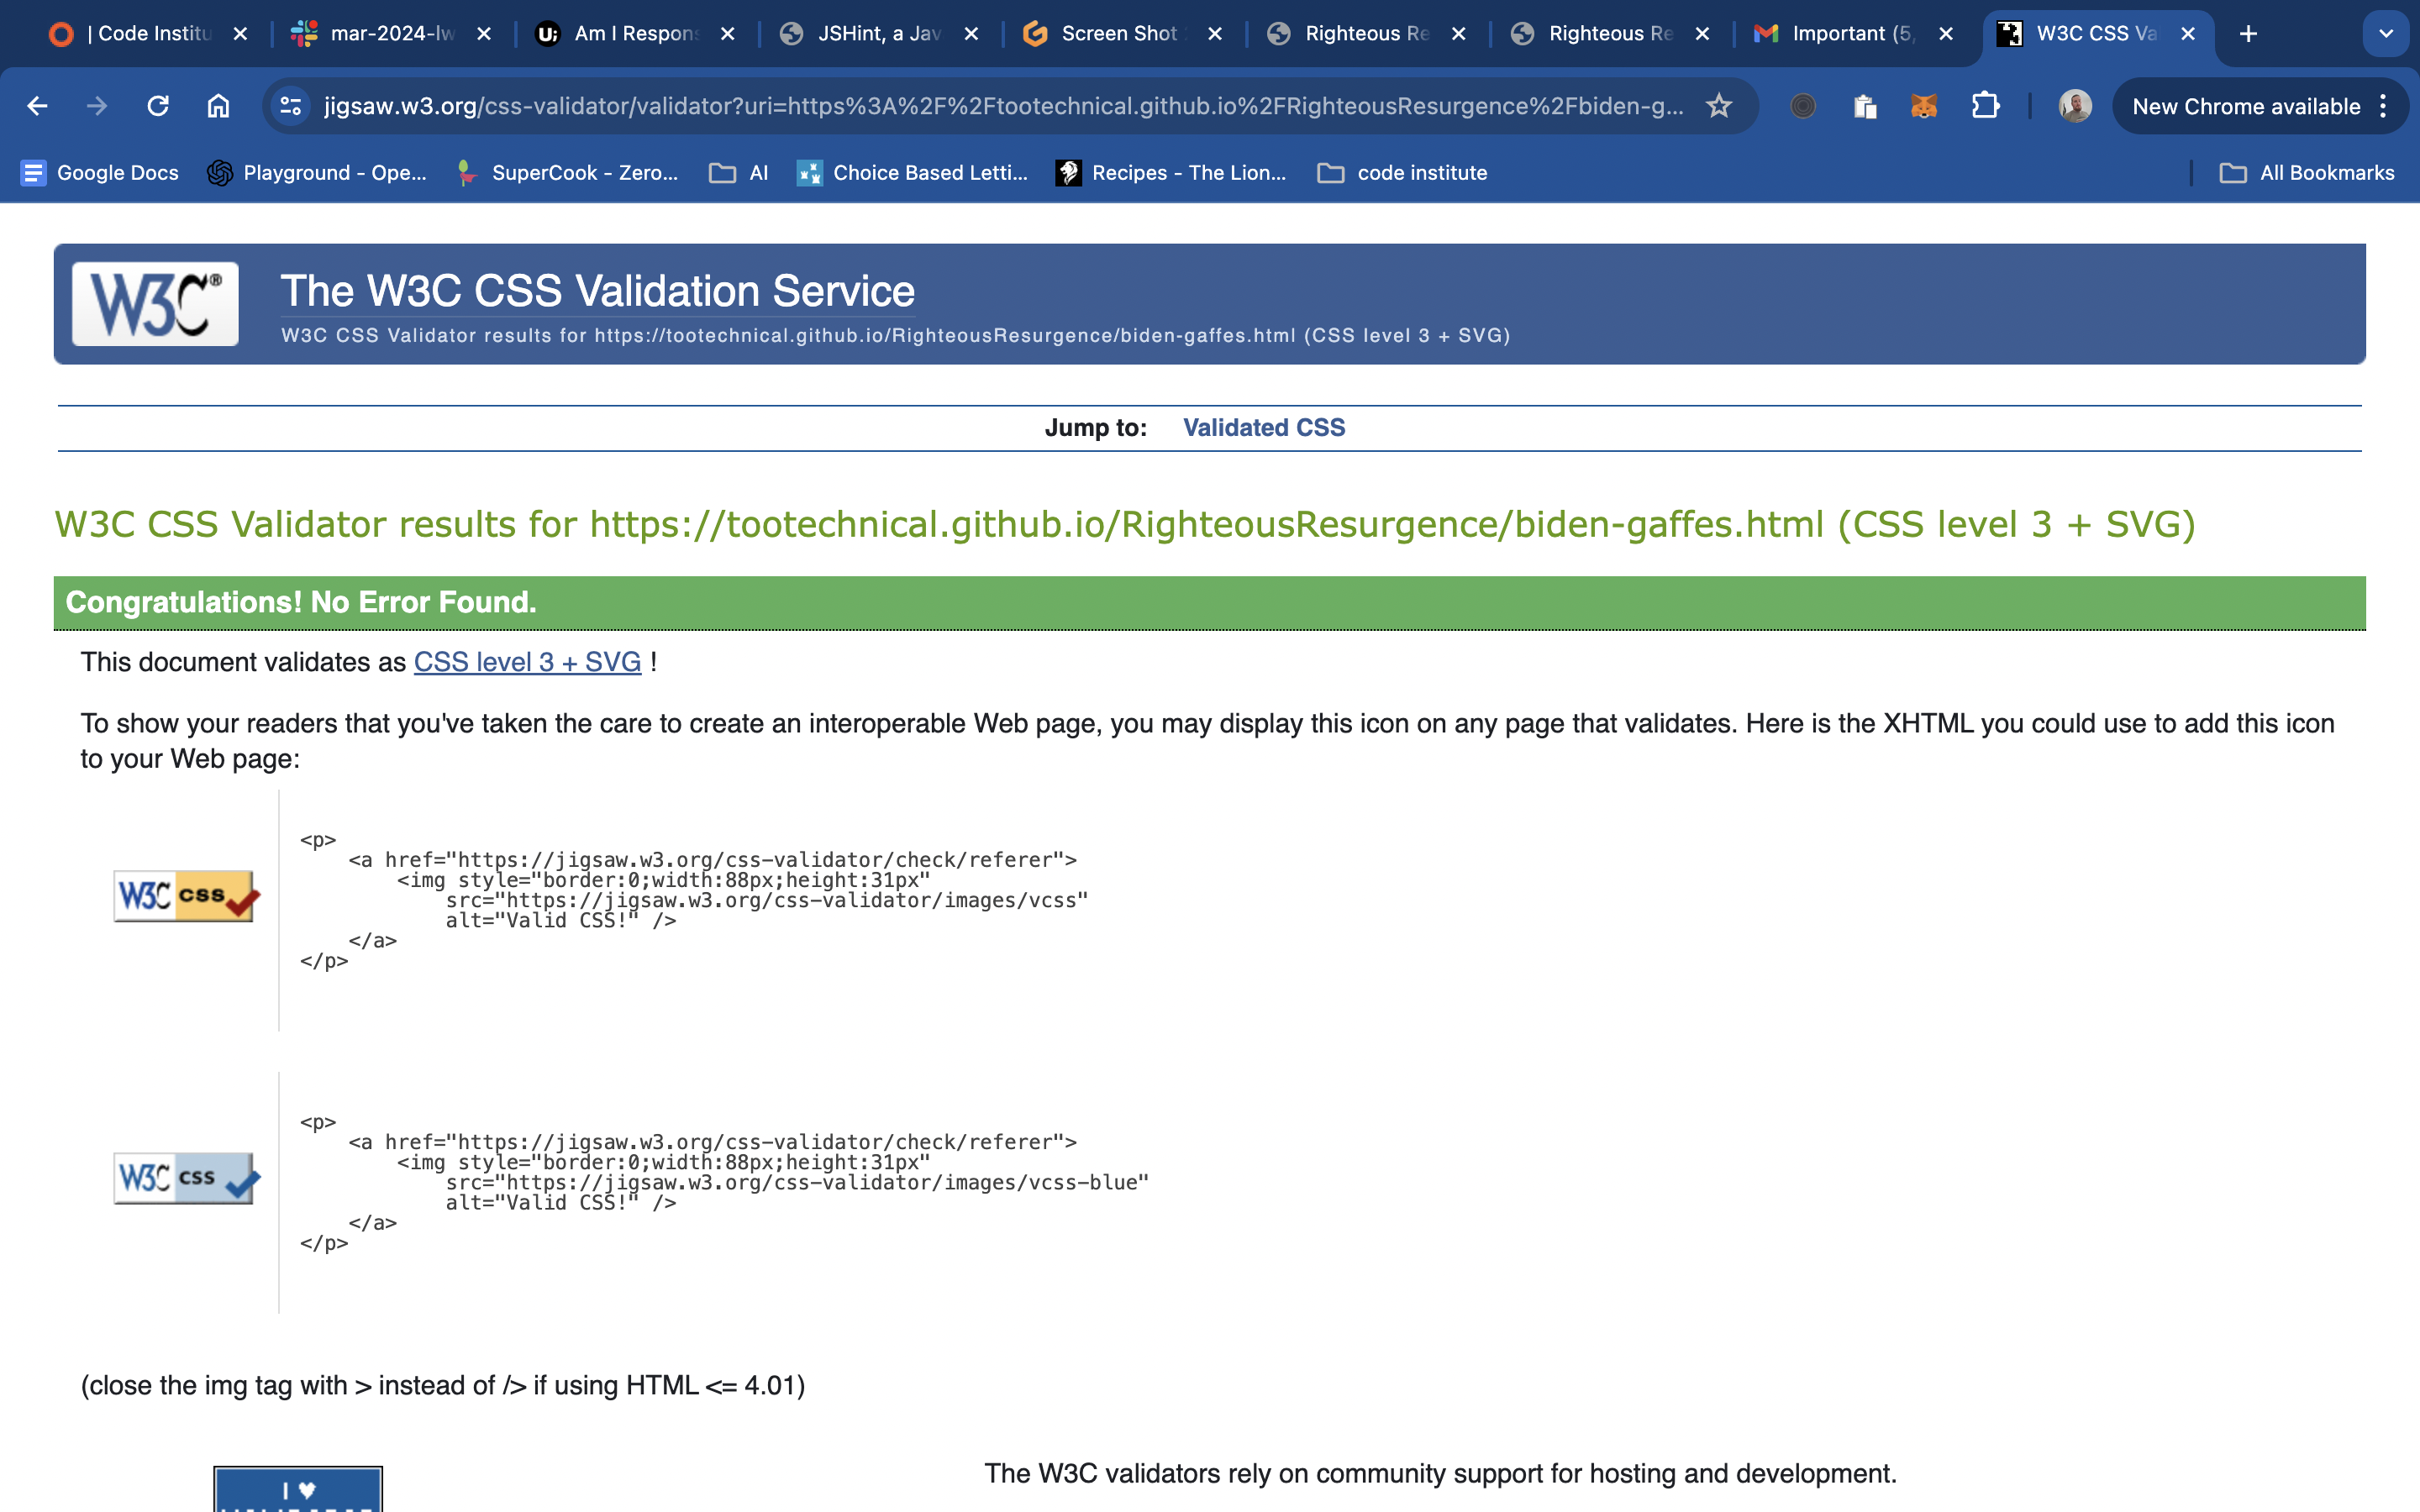 | Code Institu
mar-2024-lw
Am I Respons
JSHint, a Jav
Screen Shot
Righteous Re
Righteous Re
Important (5,
W3C CSS Va
jigsaw.w3.org/css-validator/validator?uri=https%3A%2F%2Ftootechnical.github.io%2FRighteousResurgence%2Fbiden-g...
New Chrome available
Google Docs
Playground - Ope...
SuperCook - Zero...
AI
Choice Based Letti...
Recipes - The Lion...
code institute
All Bookmarks
W3C®
The W3C CSS Validation Service
W3C CSS Validator results for https://tootechnical.github.io/RighteousResurgence/biden-gaffes.html (CSS level 3 + SVG)
Jump to: Validated CSS
W3C CSS Validator results for https://tootechnical.github.io/RighteousResurgence/biden-gaffes.html (CSS level 3 + SVG)
Congratulations! No Error Found.
This document validates as CSS level 3 + SVG !
To show your readers that you've taken the care to create an interoperable Web page, you may display this icon on any page that validates. Here is the XHTML you could use to add this icon
to your Web page:
W3C css
<p>
<a href="https://jigsaw.w3.org/css-validator/check/referer">
<img style="border:0;width:88px;height:31px"
src="https://jigsaw.w3.org/css-validator/images/vcss"
alt="Valid CSS!" />
</a>
</p>
W3C css
<p>
<a href="https://jigsaw.w3.org/css-validator/check/referer">
<img style="border:0;width:88px;height:31px"
src="https://jigsaw.w3.org/css-validator/images/vcss-blue"
alt="Valid CSS!" />
</a>
</p>
(close the img tag with > instead of /> if using HTML <= 4.01)
I ♥
The W3C validators rely on community support for hosting and development.